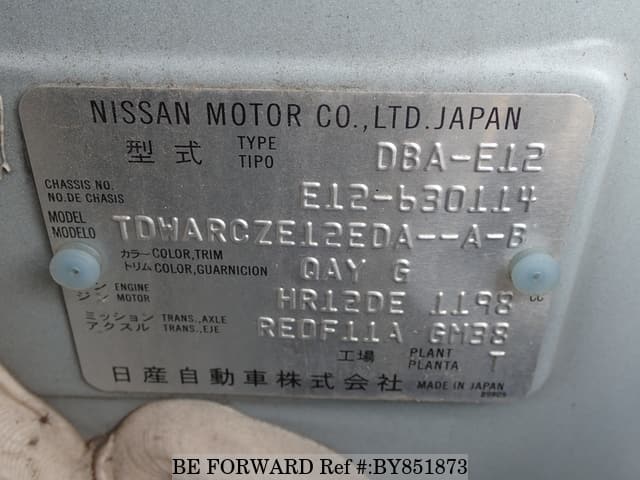 NISSAN MOTOR CO.,LTD.JAPAN
型式 TYPE TIPO DBA-E12
CHASSIS NO. NO.DE CHASIS E12-630114
MODEL MODELO TDWARCZE12EDA--A-B
カラー COLOR,TRIM
トリム COLOR,GUARNICION QAY G
ン ENGINE
ジン MOTOR HR12DE 1198 CC
ミッション TRANS.,AXLE
アクスル TRANS.,EJE RE0F11A GM38
工場 PLANT PLANTA T
日産自動車株式会社 MADE IN JAPAN
BE FORWARD Ref #:BY851873